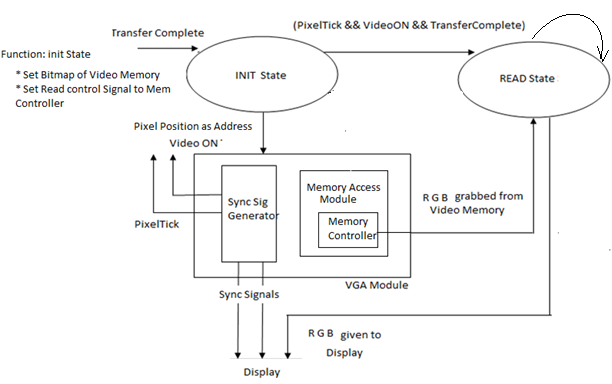 Transfer Complete
(PixelTick && VideoON && TransferComplete)
Function: init State
* Set Bitmap of Video Memory
* Set Read control Signal to Mem
Controller
INIT State
READ State
Pixel Position as Address
Video ON
Sync Sig
Generator
Memory Access
Module
Memory
Controller
R G B grabbed from
Video Memory
PixelTick
VGA Module
Sync Signals
R G B given to
Display
Display